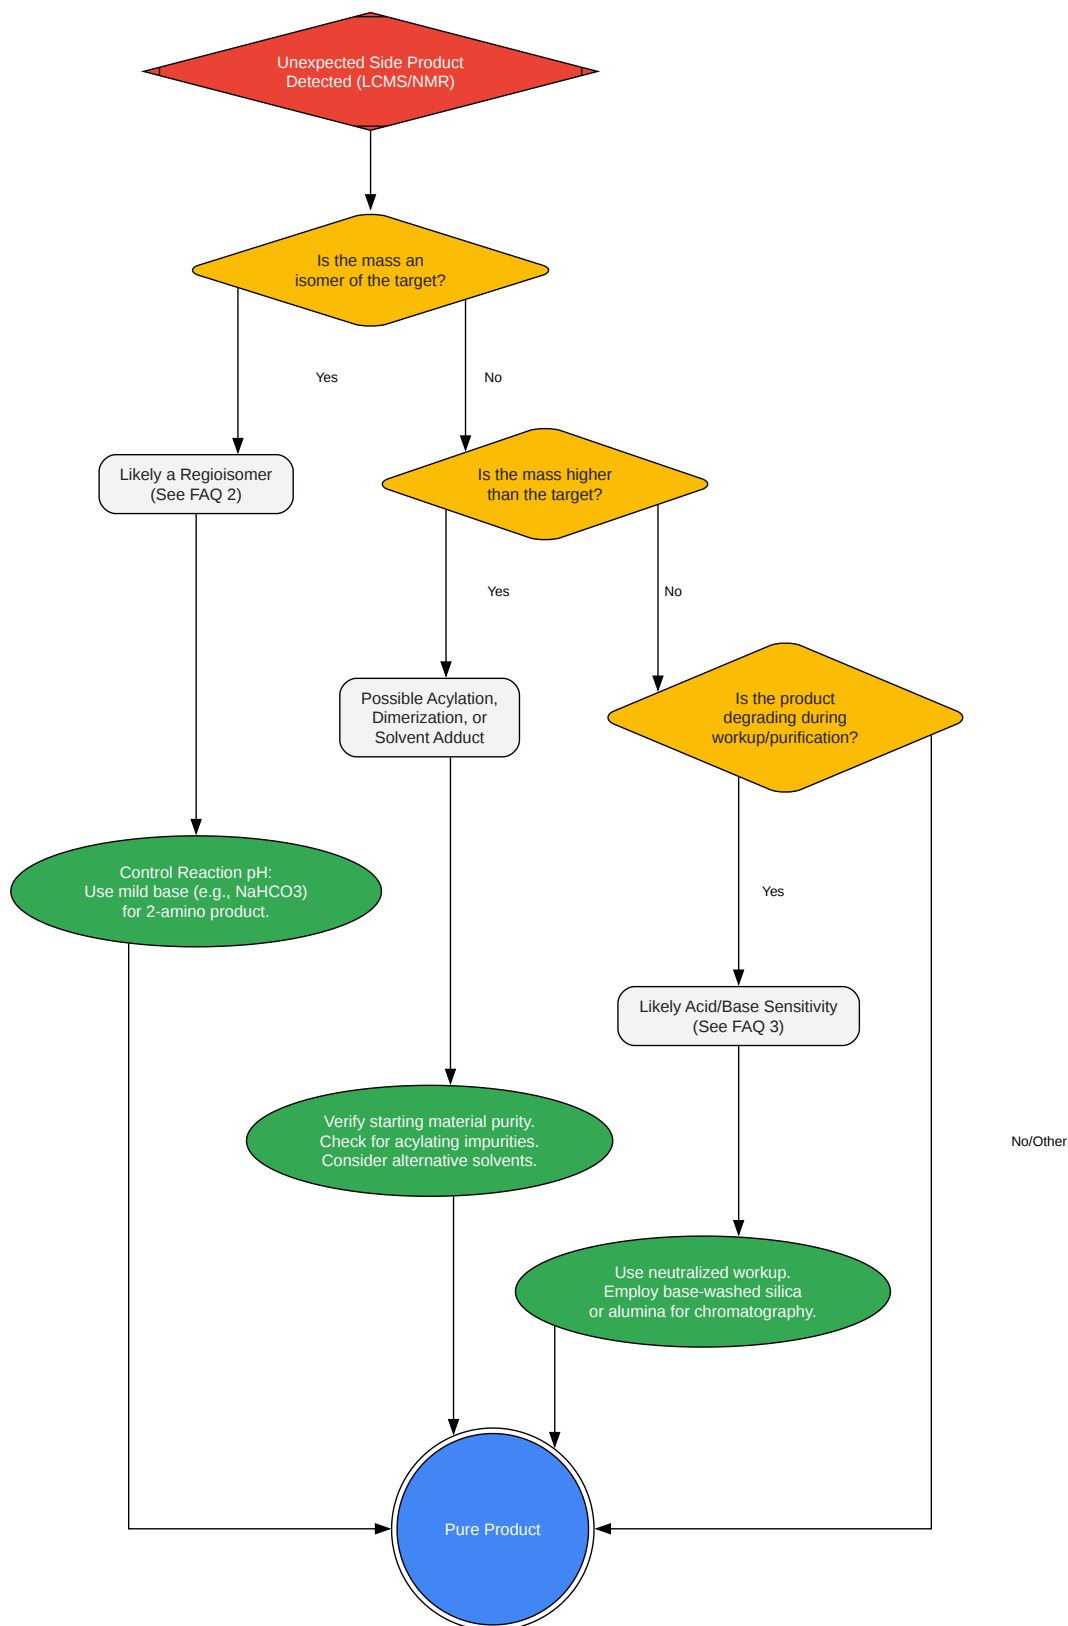 Unexpected Side Product
Detected (LCMS/NMR)
Is the mass an
isomer of the target?
Yes
No
Likely a Regioisomer
(See FAQ 2)
Is the mass higher
than the target?
Yes
No
Possible Acylation,
Dimerization, or
Solvent Adduct
Is the product
degrading during
workup/purification?
Control Reaction pH:
Use mild base (e.g., NaHCO3)
for 2-amino product.
Yes
Likely Acid/Base Sensitivity
(See FAQ 3)
Verify starting material purity.
Check for acylating impurities.
Consider alternative solvents.
No/Other
Use neutralized workup.
Employ base-washed silica
or alumina for chromatography.
Pure Product